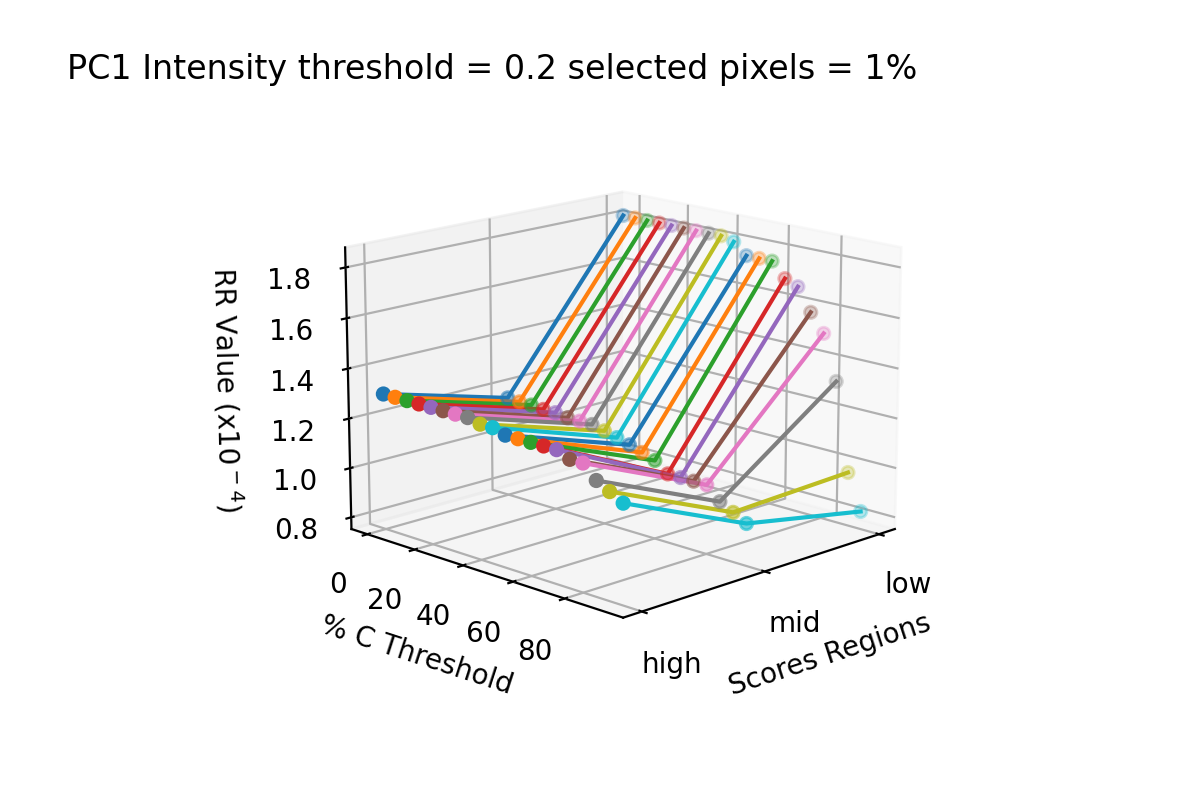 PC1 Intensity threshold = 0.2 selected pixels = 1%
RR Value (x10⁻⁴)
1.8
1.6
1.4
1.2
1.0
0.8
0
20
40
60
80
% C Threshold
high
mid
low
Scores Regions